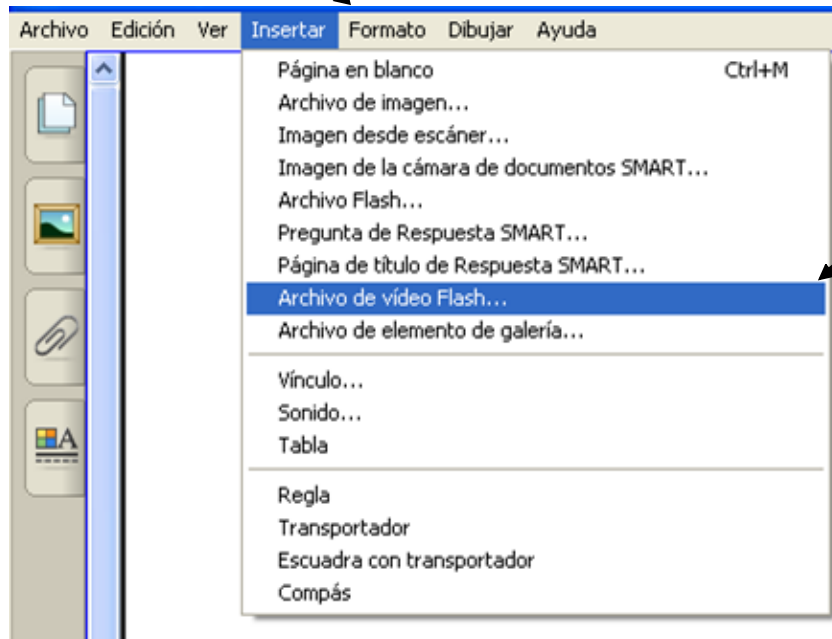 Archivo Edición Ver Insertar Formato Dibujar Ayuda
Página en blanco Ctrl+M
Archivo de imagen...
Imagen desde escáner...
Imagen de la cámara de documentos SMART...
Archivo Flash...
Pregunta de Respuesta SMART...
Página de título de Respuesta SMART...
Archivo de vídeo Flash...
Archivo de elemento de galería...
Vínculo...
Sonido...
Tabla
A
Regla
Transportador
Escuadra con transportador
Compás